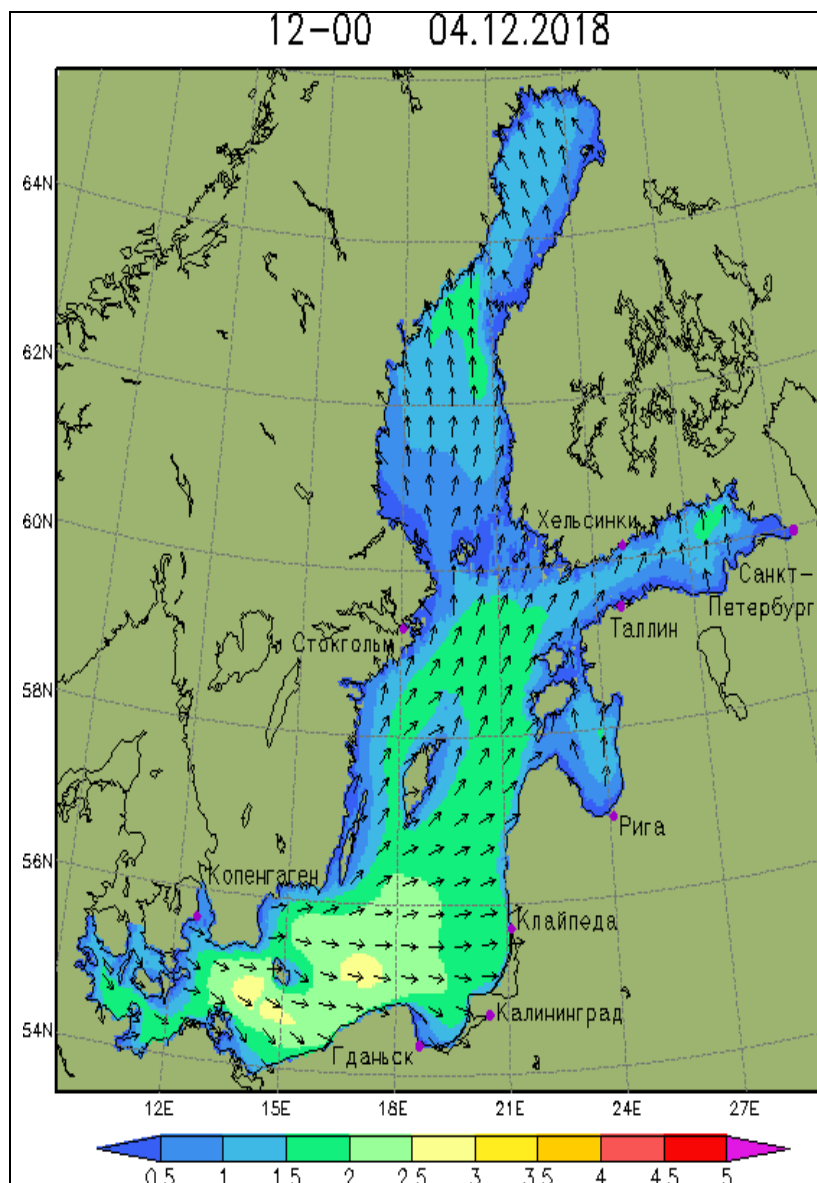 12-00 04.12.2018
64N
62N
60N
Хельсинки
Санкт-
Петербург
Таллин
Стокгольм
58N
Рига
56N
Копенгаген
Клайпеда
Калининград
54N
Гданьск
12E 15E 18E 21E 24E 27E
0.5 1 1.5 2 2.5 3 3.5 4 4.5 5